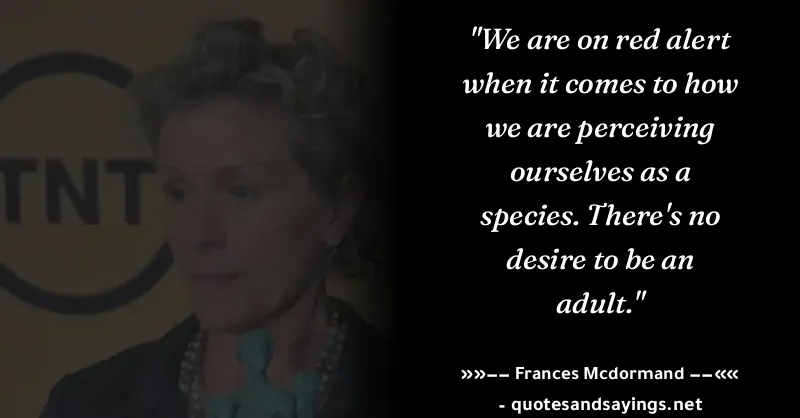 "We are on red alert
when it comes to how
we are perceiving
ourselves as a
species. There's no
desire to be an
adult."
»»−− Frances Mcdormand −−««
- quotesandsayings.net
TNT